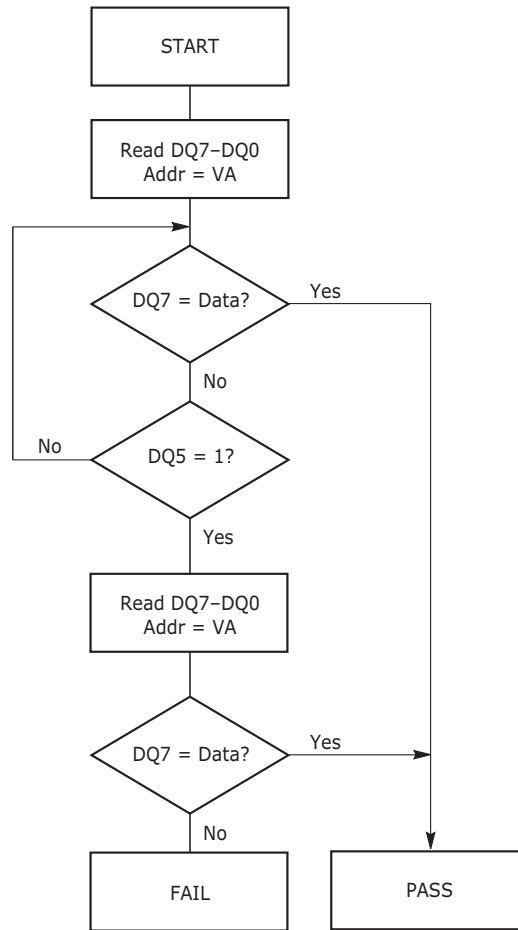 START
Read DQ7–DQ0
Addr = VA
DQ7 = Data?
Yes
No
No
DQ5 = 1?
Yes
Read DQ7–DQ0
Addr = VA
DQ7 = Data?
Yes
No
FAIL
PASS